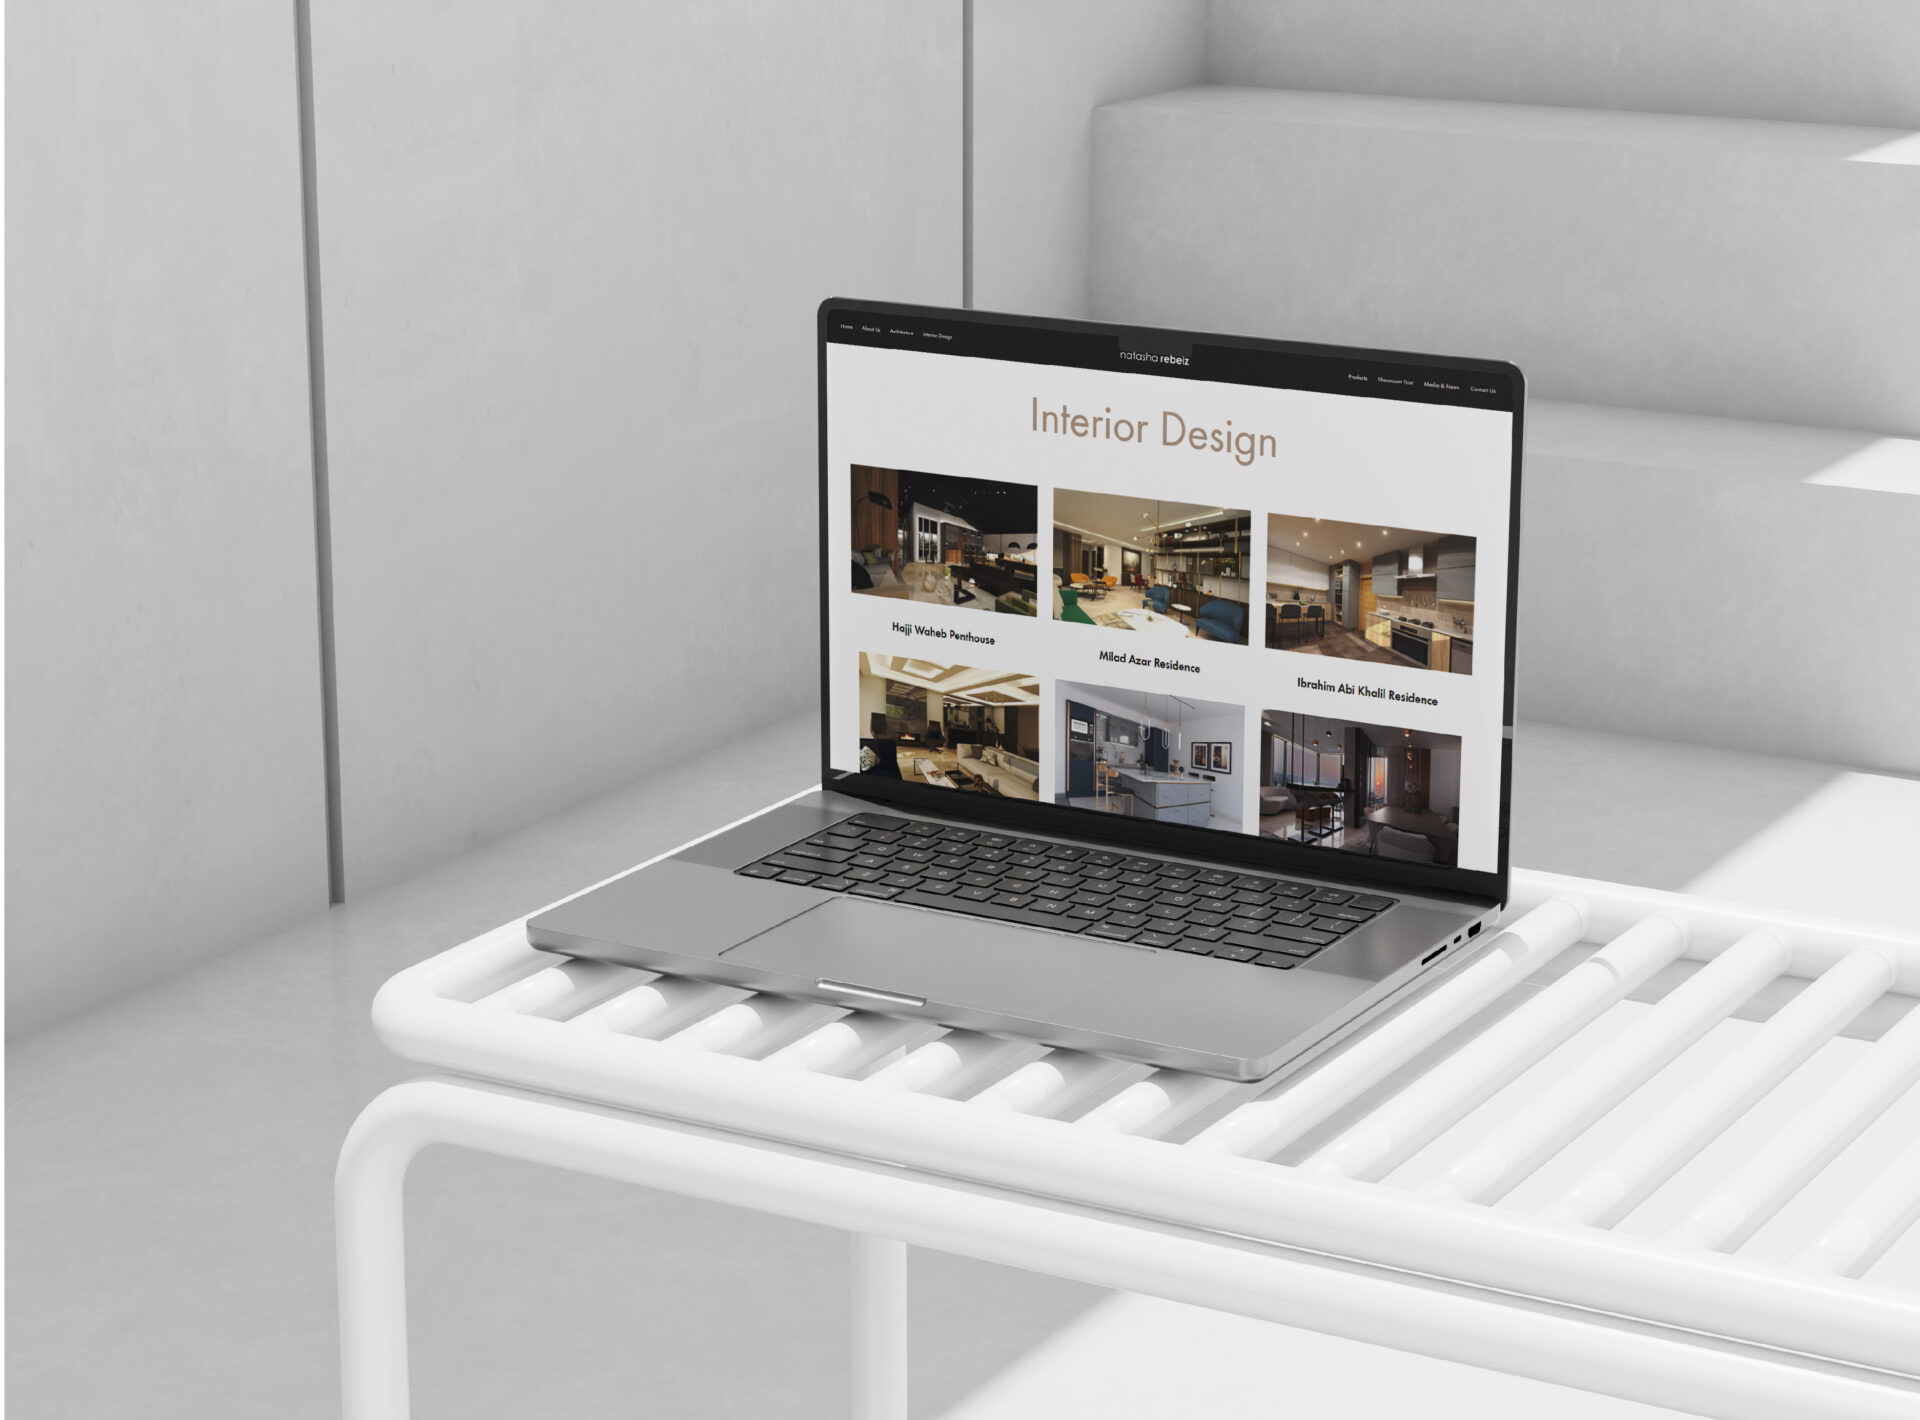 Home About Us Architecture Interior Design
natasha rebeiz
Products Showroom Tour Media & News Contact Us
Interior Design
Hajji Waheb Penthouse
Milad Azar Residence
Ibrahim Abi Khalil Residence